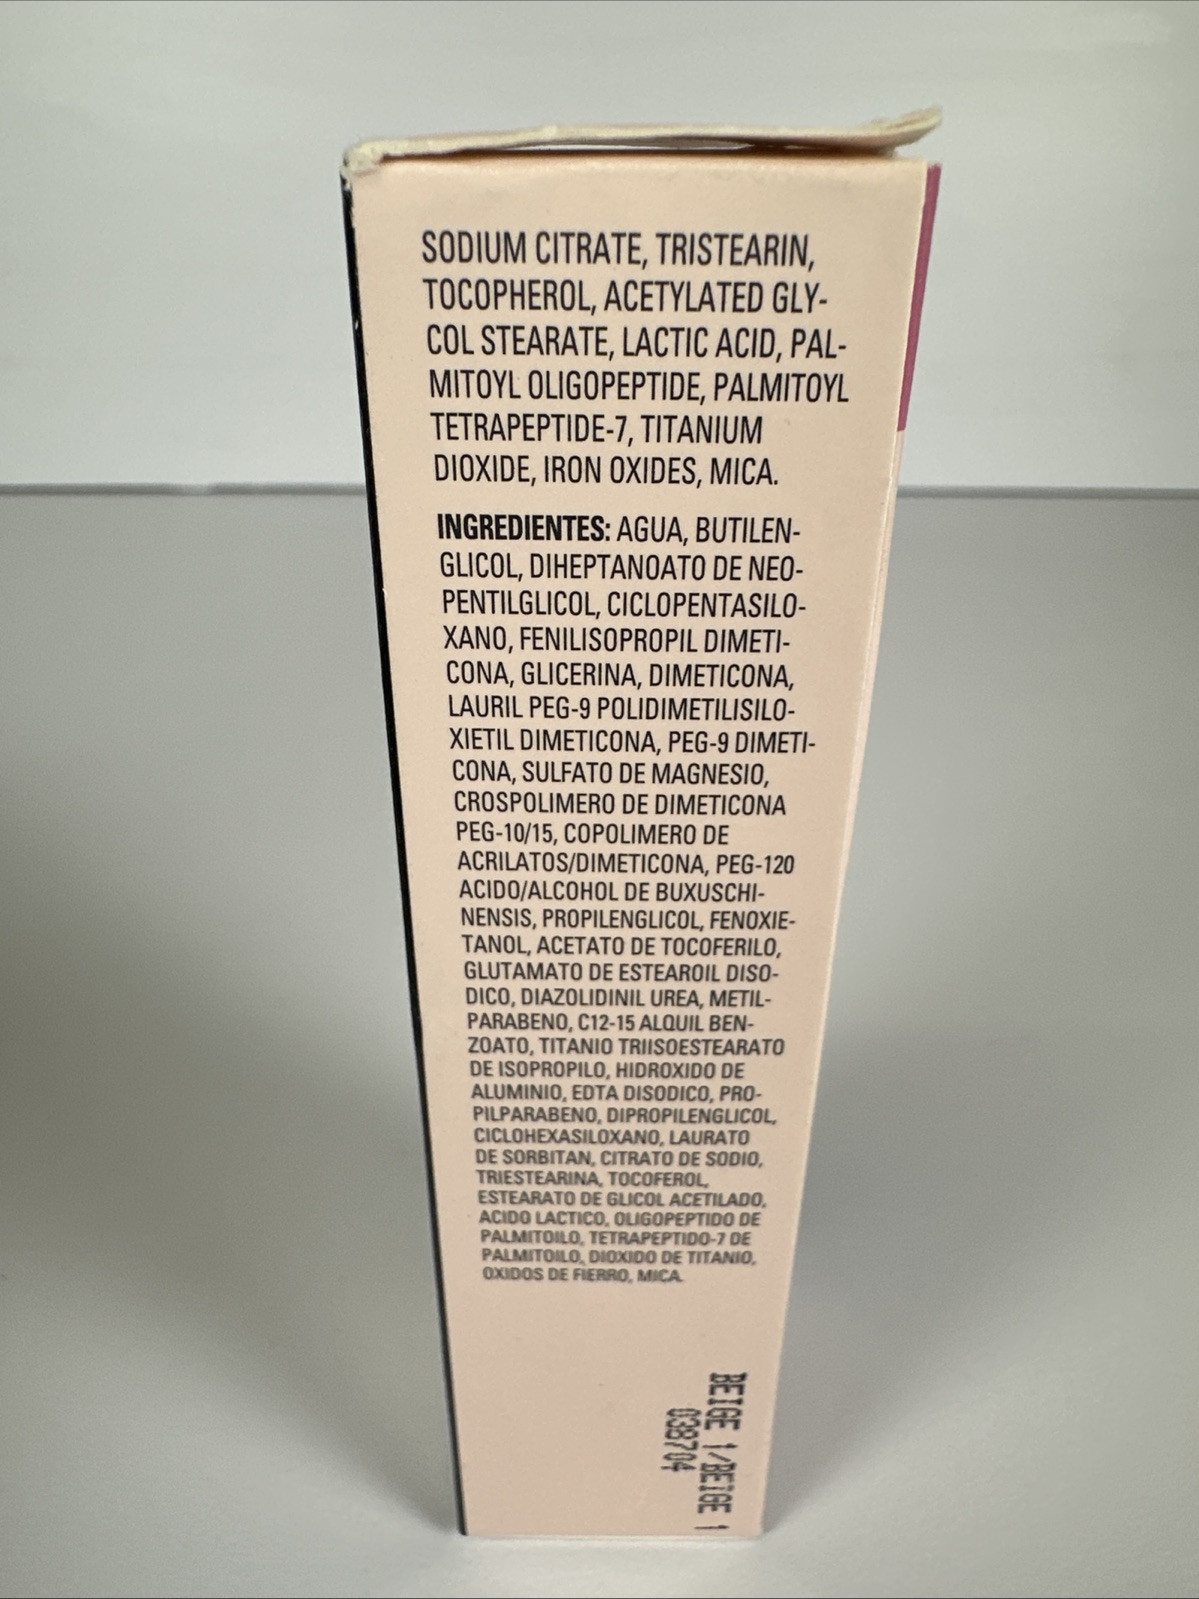 SODIUM CITRATE, TRISTEARIN,
TOCOPHEROL, ACETYLATED GLY-
COL STEARATE, LACTIC ACID, PAL-
MITOYL OLIGOPEPTIDE, PALMITOYL
TETRAPEPTIDE-7, TITANIUM
DIOXIDE, IRON OXIDES, MICA.
INGREDIENTES: AGUA, BUTILEN-
GLICOL, DIHEPTANOATO DE NEO-
PENTILGLICOL, CICLOPENTASILO-
XANO, FENILISOPROPIL DIMETI-
CONA, GLICERINA, DIMETICONA,
LAURIL PEG-9 POLIDIMETILISILO-
XIETIL DIMETICONA, PEG-9 DIMETI-
CONA, SULFATO DE MAGNESIO,
CROSPOLIMERO DE DIMETICONA
PEG-10/15, COPOLIMERO DE
ACRILATOS/DIMETICONA, PEG-120
ACIDO/ALCOHOL DE BUXUSCHI-
NENSIS, PROPILENGLICOL, FENOXIE-
TANOL, ACETATO DE TOCOFERILO,
GLUTAMATO DE ESTEAROIL DISO-
DICO, DIAZOLIDINIL UREA, METIL-
PARABENO, C12-15 ALQUIL BEN-
ZOATO, TITANIO TRIISOESTEARATO
DE ISOPROPILO, HIDROXIDO DE
ALUMINIO, EDTA DISODICO, PRO-
PILPARABENO, DIPROPILENGLICOL,
CICLOHEXASILOXANO, LAURATO
DE SORBITAN, CITRATO DE SODIO,
TRIESTEARINA, TOCOFEROL,
ESTEARATO DE GLICOL ACETILADO,
ACIDO LACTICO, OLIGOPEPTIDO DE
PALMITOILO, TETRAPEPTIDO-7 DE
PALMITOILO, DIOXIDO DE TITANIO,
OXIDOS DE FIERRO, MICA.
BEIGE 1/BEIGE 1
038704